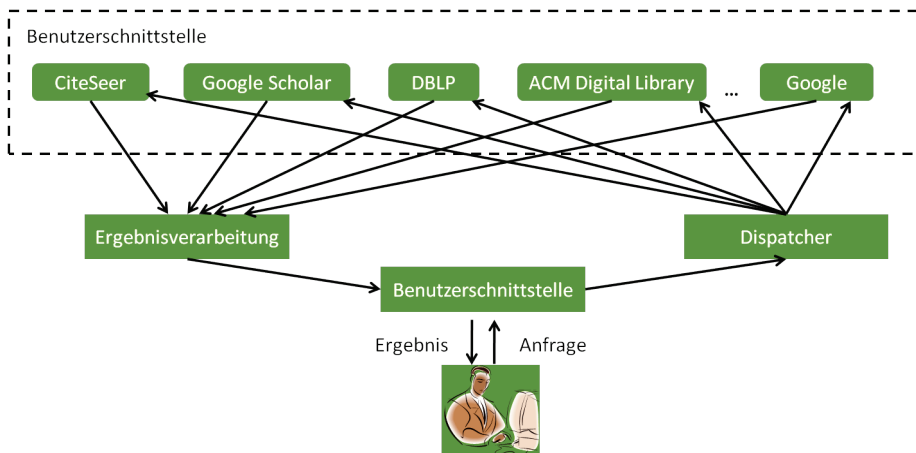 Benutzerschnittstelle
CiteSeer
Google Scholar
DBLP
ACM Digital Library
...
Google
Ergebnisverarbeitung
Dispatcher
Benutzerschnittstelle
Ergebnis
Anfrage